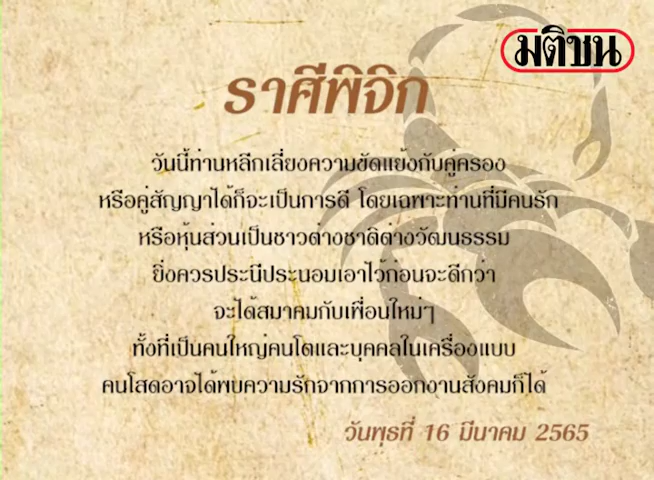 มติชน
ราศีพิจิก
วันนี้ท่านหลีกเลี่ยงความขัดแย้งกับคู่ครอง
หรือคู่สัญญาได้ก็จะเป็นการดี โดยเฉพาะท่านที่มีคนรัก
หรือหุ้นส่วนเป็นชาวต่างชาติต่างวัฒนธรรม
ยิ่งควรประนีประนอมเอาไว้ก่อนจะดีกว่า
จะได้สมาคมกับเพื่อนใหม่ๆ
ทั้งที่เป็นคนใหญ่คนโตและบุคคลในเครื่องแบบ
คนโสดอาจได้พบความรักจากการออกงานสังคมก็ได้
วันพุธที่ 16 มีนาคม 2565